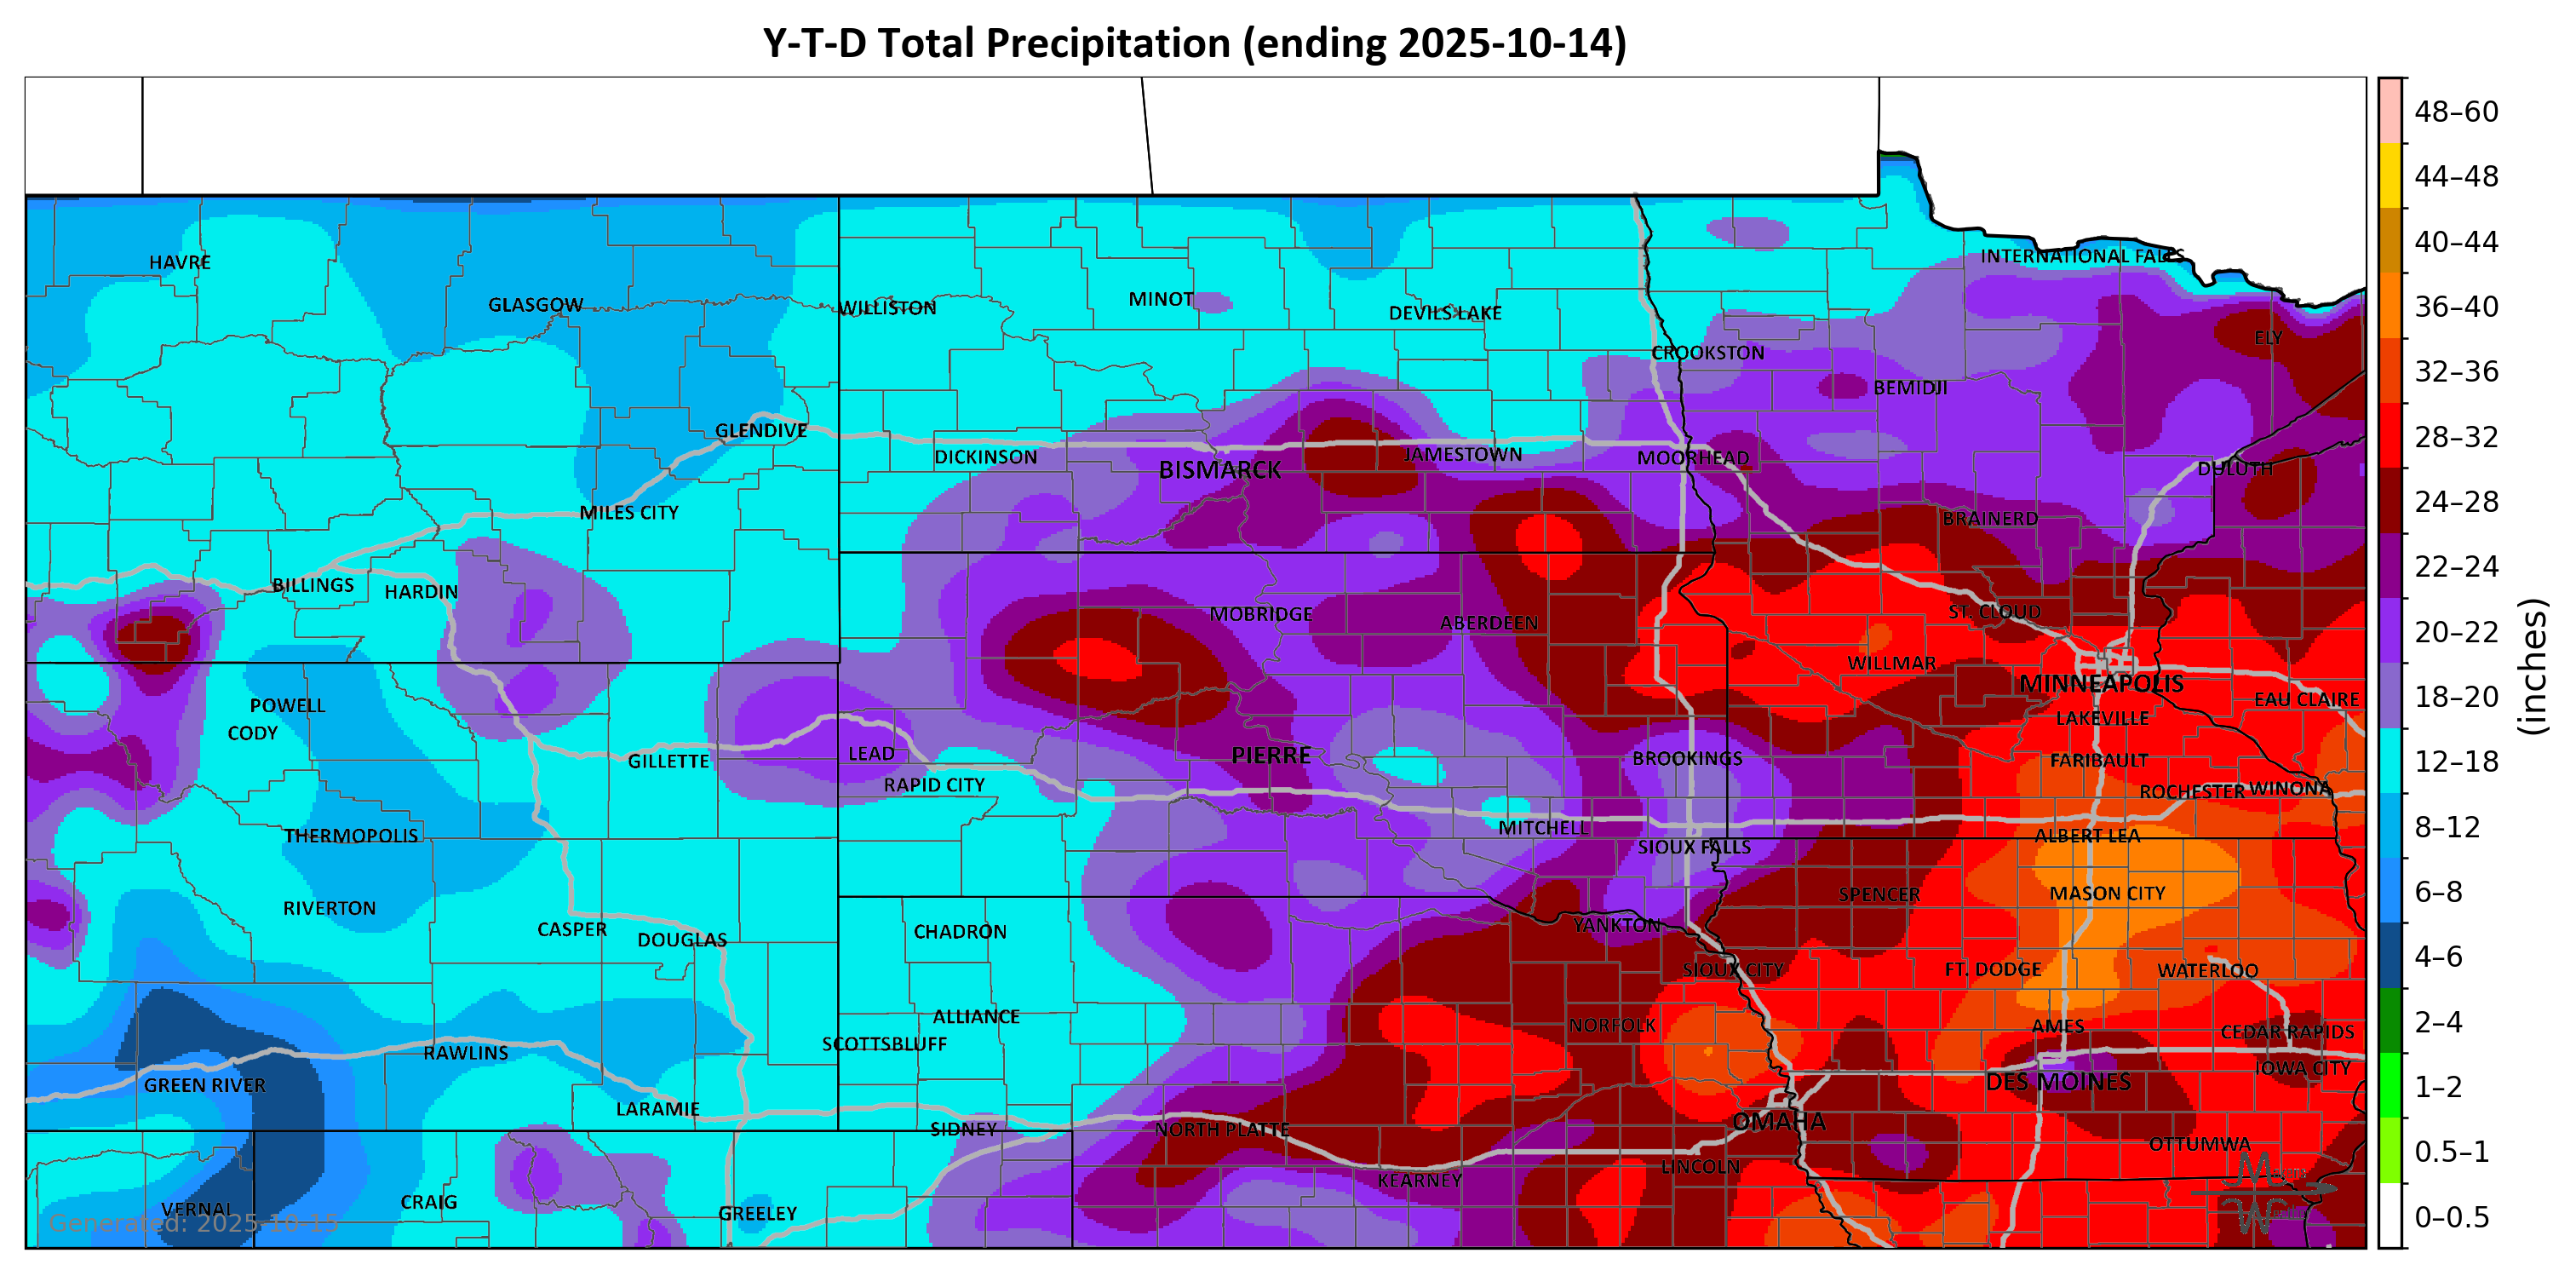 Y-T-D Total Precipitation (ending 2025-10-14)
48–60
44–48
40–44
36–40
32–36
28–32
24–28
22–24
20–22
18–20
12–18
8–12
6–8
4–6
2–4
1–2
0.5–1
0–0.5
(inches)
HAVRE
INTERNATIONAL FALLS
GLASGOW
WILLISTON
MINOT
DEVILS LAKE
ELY
CROOKSTON
BEMIDJI
GLENDIVE
DICKINSON
BISMARCK
JAMESTOWN
MOORHEAD
DULUTH
MILES CITY
BRAINERD
BILLINGS
HARDIN
MOBRIDGE
ABERDEEN
ST. CLOUD
WILLMAR
MINNEAPOLIS
POWELL
EAU CLAIRE
CODY
LAKEVILLE
GILLETTE
LEAD
PIERRE
BROOKINGS
FARIBAULT
RAPID CITY
ROCHESTER
WINONA
THERMOPOLIS
MITCHELL
ALBERT LEA
SIOUX FALLS
RIVERTON
SPENCER
MASON CITY
CASPER
DOUGLAS
CHADRON
YANKTON
SIOUX CITY
FT. DODGE
WATERLOO
ALLIANCE
NORFOLK
AMES
CEDAR RAPIDS
RAWLINS
SCOTTSBLUFF
IOWA CITY
GREEN RIVER
DES MOINES
LARAMIE
OMAHA
SIDNEY
NORTH PLATTE
OTTUMWA
LINCOLN
KEARNEY
VERNAL
CRAIG
GREELEY
Generated: 2025-10-15